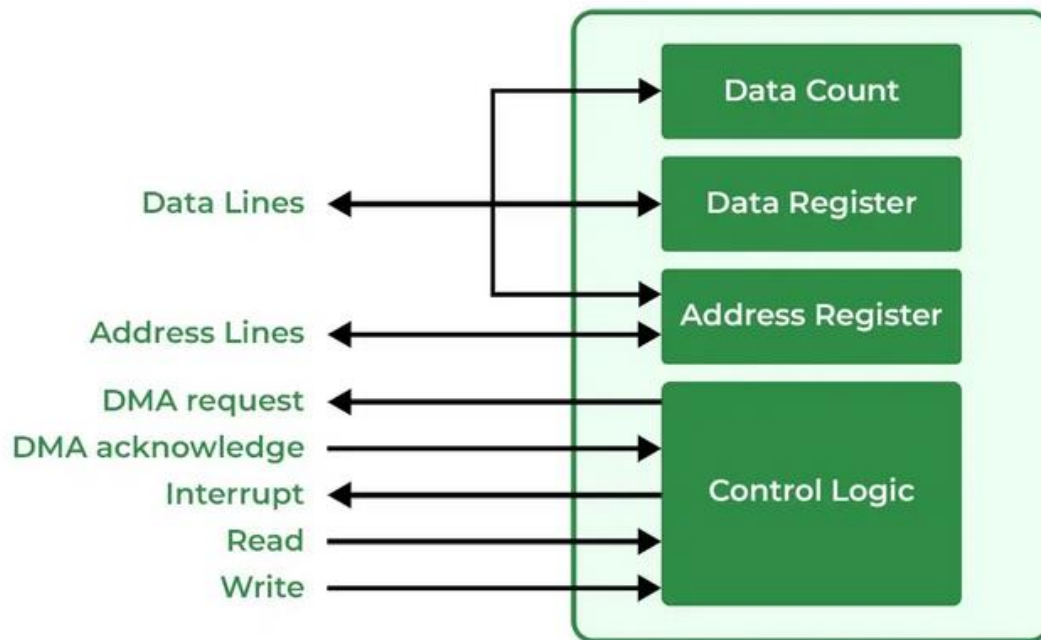 Data Count
Data Lines
Data Register
Address Register
Address Lines
DMA request
DMA acknowledge
Interrupt
Control Logic
Read
Write